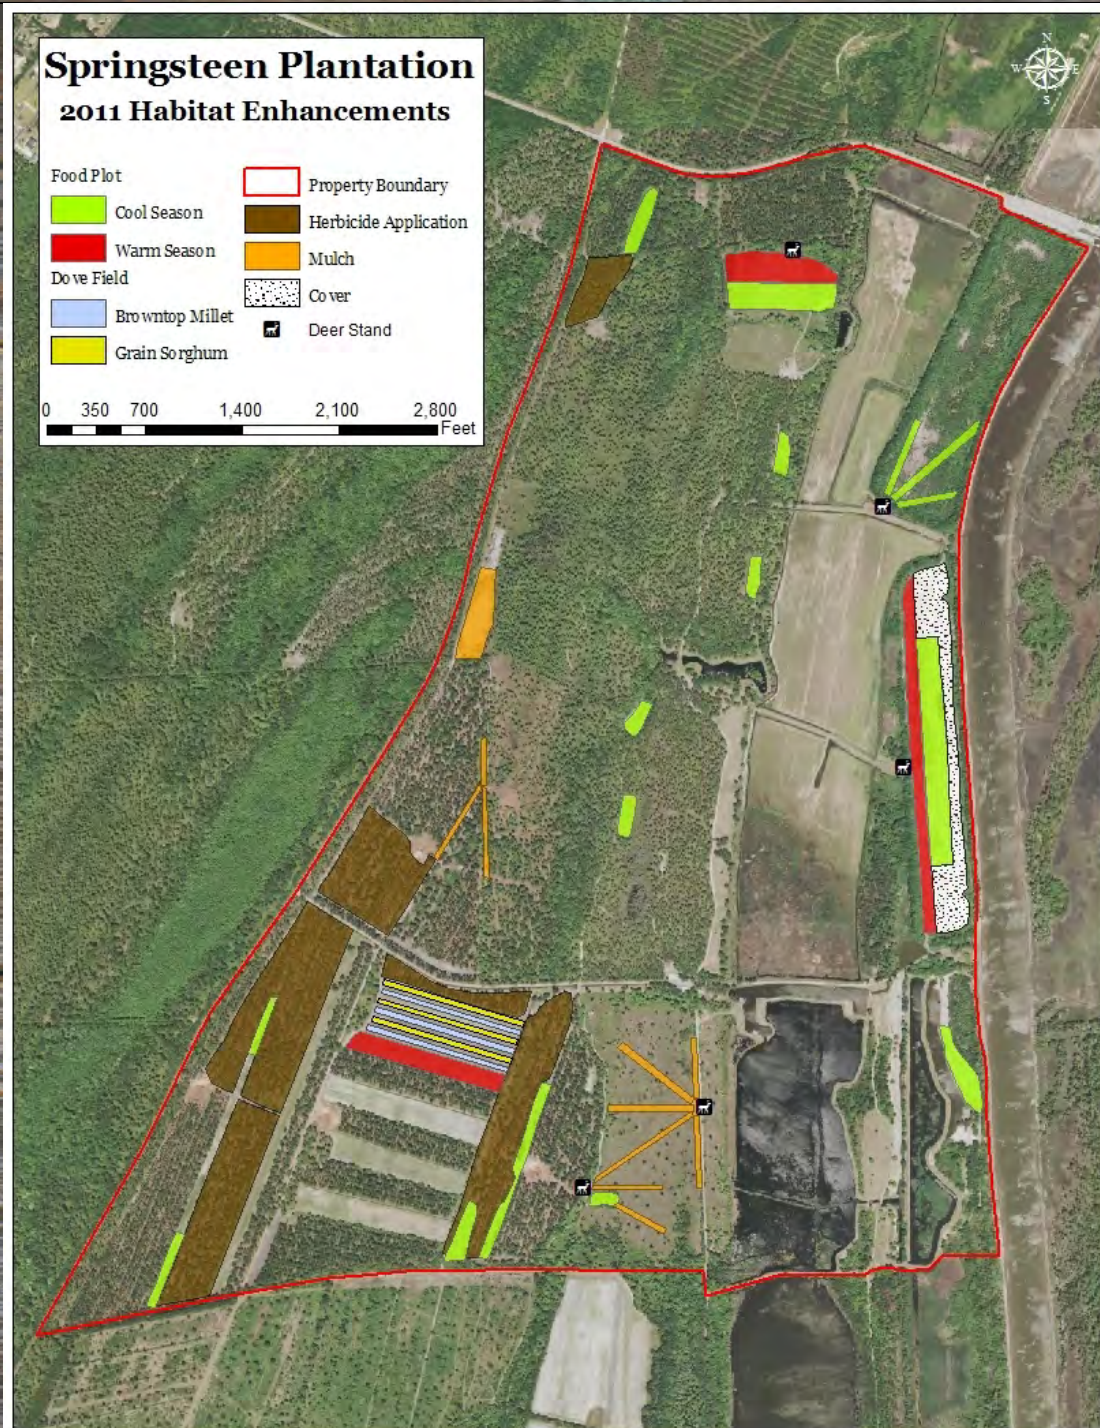 Springsteen Plantation
2011 Habitat Enhancements
Food Plot
Cool Season
Warm Season
Dove Field
Browntop Millet
Grain Sorghum
Property Boundary
Herbicide Application
Mulch
Cover
Deer Stand
0 350 700 1,400 2,100 2,800
Feet
N
W E
S